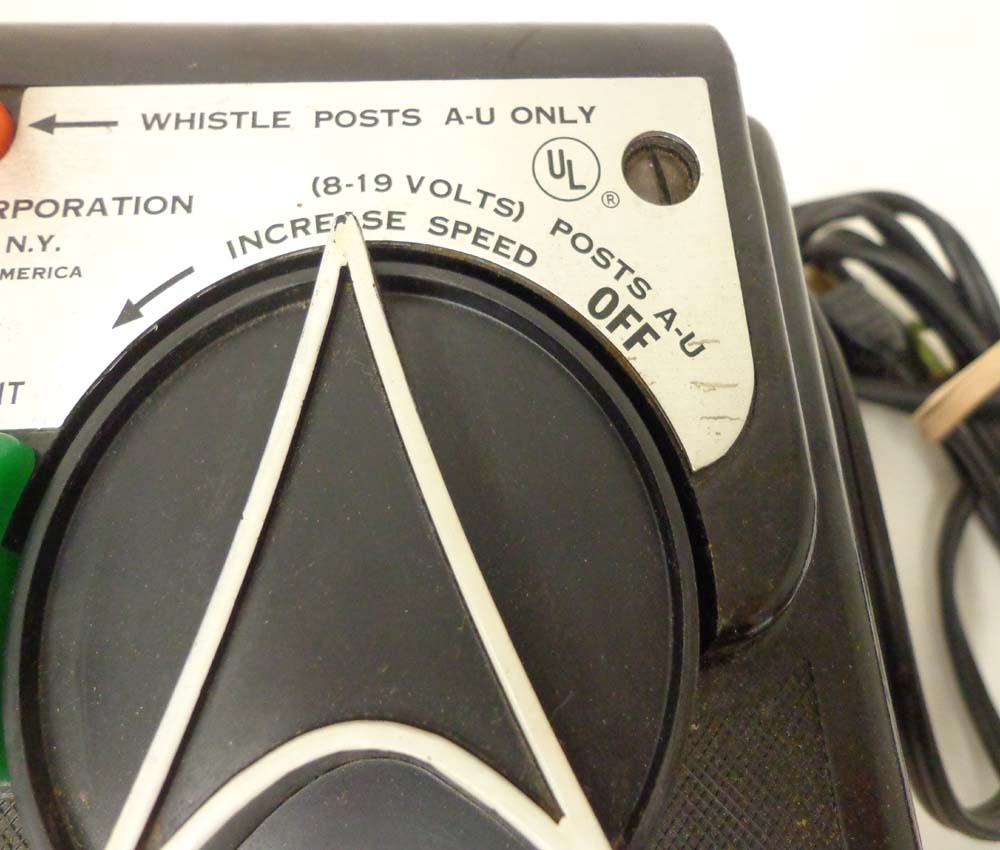 WHISTLE POSTS A-U ONLY
UL
®
(8-19 VOLTS) POSTS A-U
INCREASE SPEED OFF
RPORATION
N.Y.
MERICA
IT